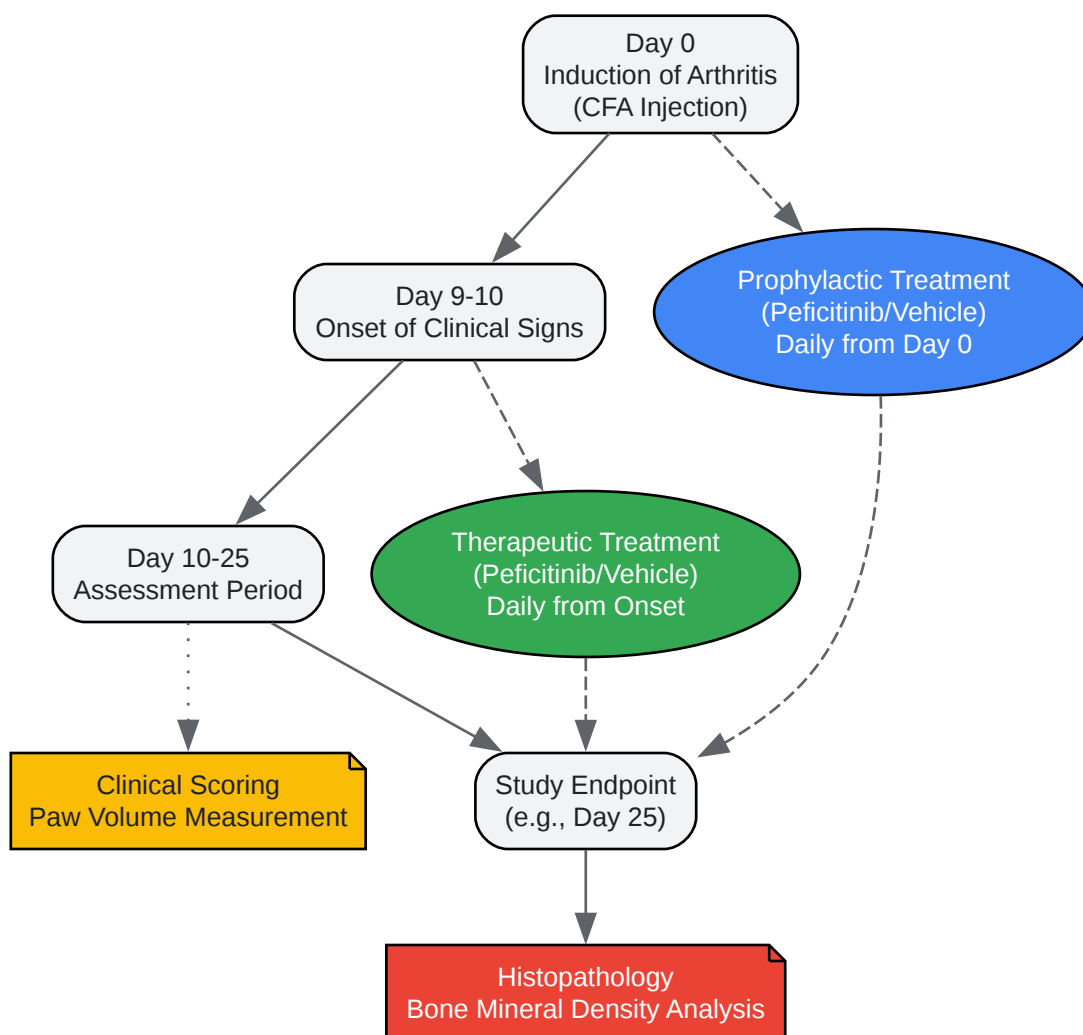 Day 0
Induction of Arthritis
(CFA Injection)
Prophylactic Treatment
(Peficitinib/Vehicle)
Daily from Day 0
Day 9-10
Onset of Clinical Signs
Therapeutic Treatment
(Peficitinib/Vehicle)
Daily from Onset
Day 10-25
Assessment Period
Clinical Scoring
Paw Volume Measurement
Study Endpoint
(e.g., Day 25)
Histopathology
Bone Mineral Density Analysis